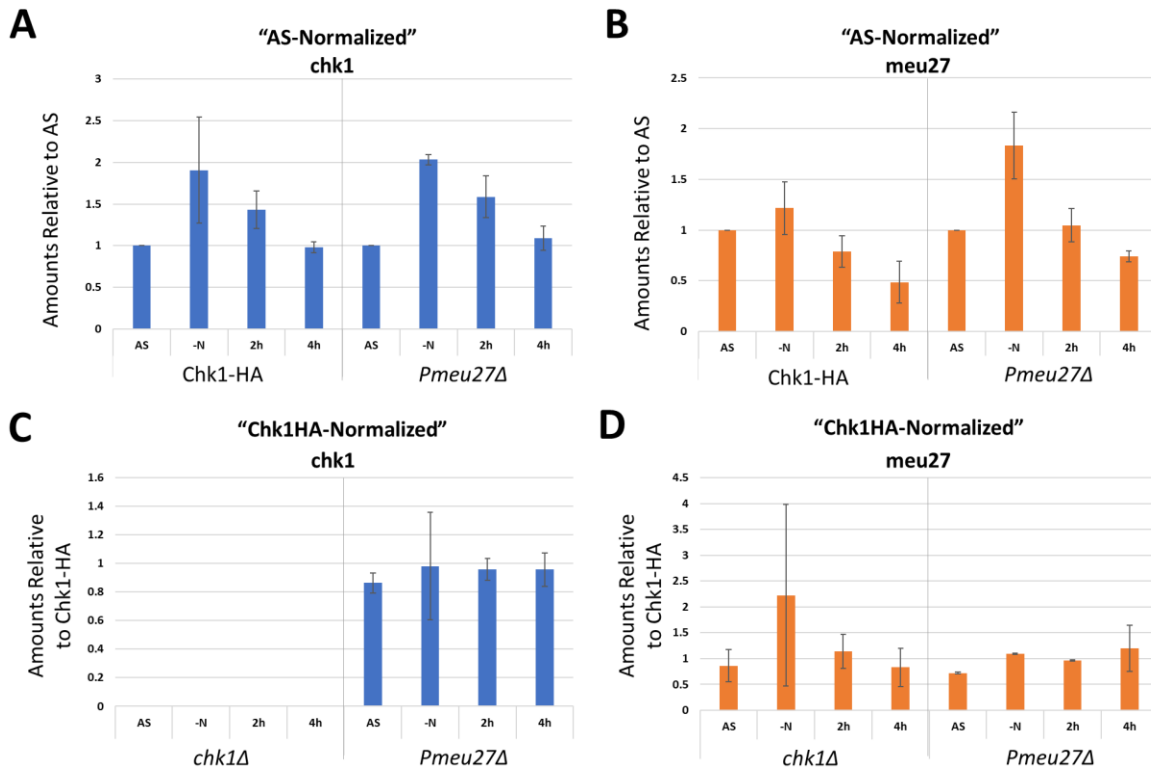 A
"AS-Normalized"
chk1
Amounts Relative to AS
3
2.5
2
1.5
1
0.5
0
AS -N 2h 4h AS -N 2h 4h
Chk1-HA Pmeu27Δ
B
"AS-Normalized"
meu27
Amounts Relative to AS
2.5
2
1.5
1
0.5
0
AS -N 2h 4h AS -N 2h 4h
Chk1-HA Pmeu27Δ
C
"Chk1HA-Normalized"
chk1
Amounts Relative
to Chk1-HA
1.6
1.4
1.2
1
0.8
0.6
0.4
0.2
0
AS -N 2h 4h AS -N 2h 4h
chk1Δ Pmeu27Δ
D
"Chk1HA-Normalized"
meu27
Amounts Relative
to Chk1-HA
4.5
4
3.5
3
2.5
2
1.5
1
0.5
0
AS -N 2h 4h AS -N 2h 4h
chk1Δ Pmeu27Δ